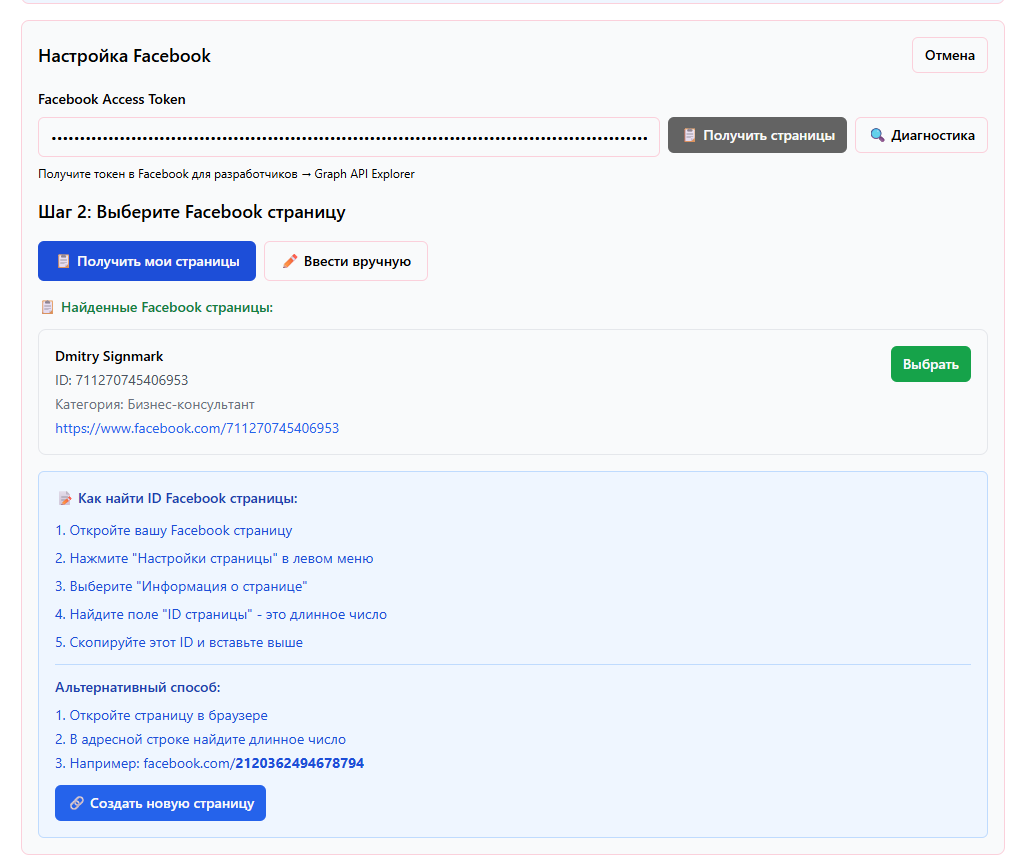 Настройка Facebook
Отмена
Facebook Access Token
••••••••••••••••••••••••••••••••••••••••••••••••••••••••••••••••••••••••••••••••••••••••••••••••••••
📋 Получить страницы
🔍 Диагностика
Получите токен в Facebook для разработчиков → Graph API Explorer
Шаг 2: Выберите Facebook страницу
📋 Получить мои страницы
✏️ Ввести вручную
📋 Найденные Facebook страницы:
Dmitry Signmark
Выбрать
ID: 711270745406953
Категория: Бизнес-консультант
https://www.facebook.com/711270745406953
📝 Как найти ID Facebook страницы:
1. Откройте вашу Facebook страницу
2. Нажмите "Настройки страницы" в левом меню
3. Выберите "Информация о странице"
4. Найдите поле "ID страницы" - это длинное число
5. Скопируйте этот ID и вставьте выше
Альтернативный способ:
1. Откройте страницу в браузере
2. В адресной строке найдите длинное число
3. Например: facebook.com/2120362494678794
🔗 Создать новую страницу